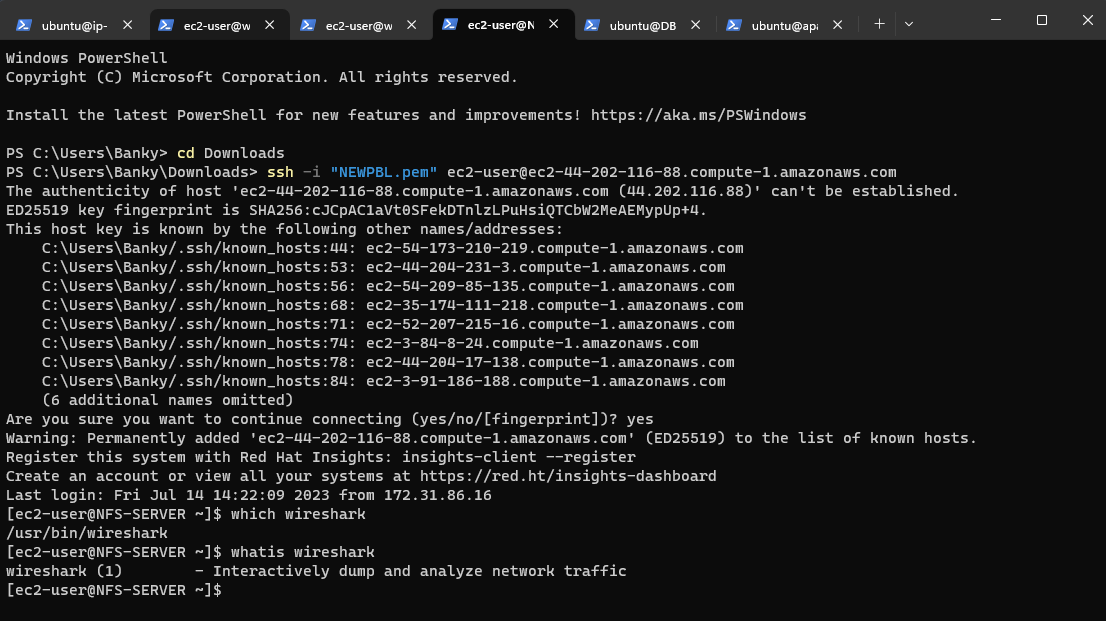 ubuntu@ip-
ec2-user@w
ec2-user@w
ec2-user@N
ubuntu@DB
ubuntu@apa
Windows PowerShell
Copyright (C) Microsoft Corporation. All rights reserved.
Install the latest PowerShell for new features and improvements! https://aka.ms/PSWindows
PS C:\Users\Banky> cd Downloads
PS C:\Users\Banky\Downloads> ssh -i "NEWPBL.pem" ec2-user@ec2-44-202-116-88.compute-1.amazonaws.com
The authenticity of host 'ec2-44-202-116-88.compute-1.amazonaws.com (44.202.116.88)' can't be established.
ED25519 key fingerprint is SHA256:cJCpAC1aVt0SFekDTnlzLPuHsiQTCbW2MeAEMypUp+4.
This host key is known by the following other names/addresses:
    C:\Users\Banky/.ssh/known_hosts:44: ec2-54-173-210-219.compute-1.amazonaws.com
    C:\Users\Banky/.ssh/known_hosts:53: ec2-44-204-231-3.compute-1.amazonaws.com
    C:\Users\Banky/.ssh/known_hosts:56: ec2-54-209-85-135.compute-1.amazonaws.com
    C:\Users\Banky/.ssh/known_hosts:68: ec2-35-174-111-218.compute-1.amazonaws.com
    C:\Users\Banky/.ssh/known_hosts:71: ec2-52-207-215-16.compute-1.amazonaws.com
    C:\Users\Banky/.ssh/known_hosts:74: ec2-3-84-8-24.compute-1.amazonaws.com
    C:\Users\Banky/.ssh/known_hosts:78: ec2-44-204-17-138.compute-1.amazonaws.com
    C:\Users\Banky/.ssh/known_hosts:84: ec2-3-91-186-188.compute-1.amazonaws.com
    (6 additional names omitted)
Are you sure you want to continue connecting (yes/no/[fingerprint])? yes
Warning: Permanently added 'ec2-44-202-116-88.compute-1.amazonaws.com' (ED25519) to the list of known hosts.
Register this system with Red Hat Insights: insights-client --register
Create an account or view all your systems at https://red.ht/insights-dashboard
Last login: Fri Jul 14 14:22:09 2023 from 172.31.86.16
[ec2-user@NFS-SERVER ~]$ which wireshark
/usr/bin/wireshark
[ec2-user@NFS-SERVER ~]$ whatis wireshark
wireshark (1)        - Interactively dump and analyze network traffic
[ec2-user@NFS-SERVER ~]$